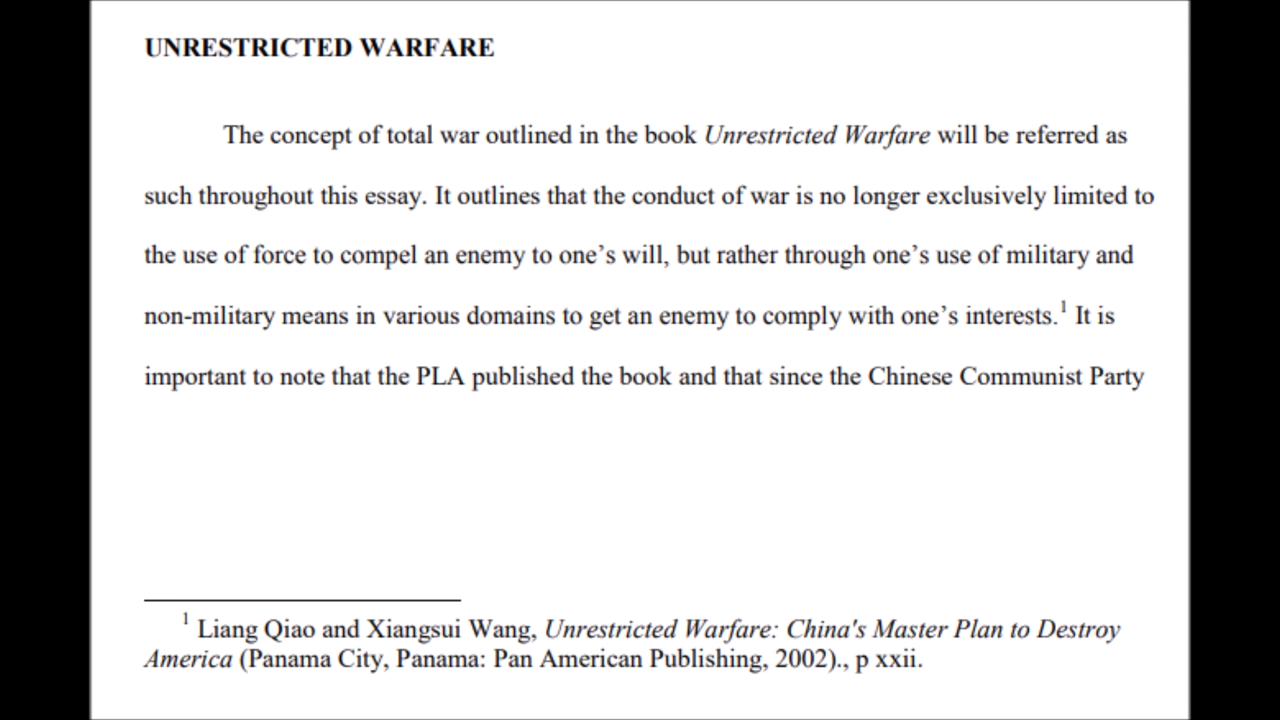 UNRESTRICTED WARFARE
The concept of total war outlined in the book Unrestricted Warfare will be referred as
such throughout this essay. It outlines that the conduct of war is no longer exclusively limited to
the use of force to compel an enemy to one’s will, but rather through one’s use of military and
non-military means in various domains to get an enemy to comply with one’s interests.1 It is
important to note that the PLA published the book and that since the Chinese Communist Party
1 Liang Qiao and Xiangsui Wang, Unrestricted Warfare: China's Master Plan to Destroy
America (Panama City, Panama: Pan American Publishing, 2002)., p xxii.